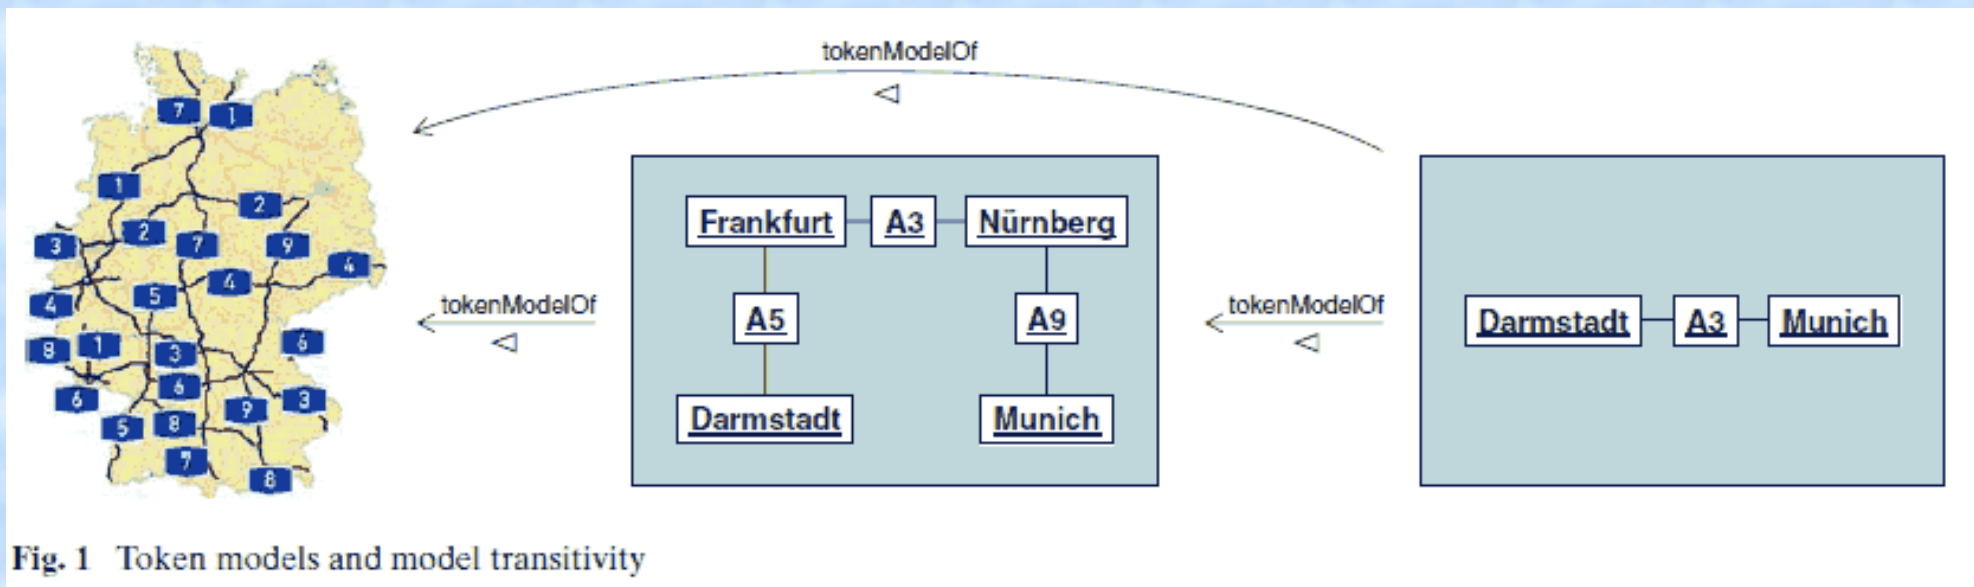 tokenModelOf
7 1
1
2
2 7 9
3
4
4
5
4
tokenModelOf
tokenModelOf
8 1 3 6
6 6 3
9
5 8
7
8
Frankfurt A3 Nürnberg
A5 A9
Darmstadt Munich
Darmstadt A3 Munich
Fig. 1 Token models and model transitivity